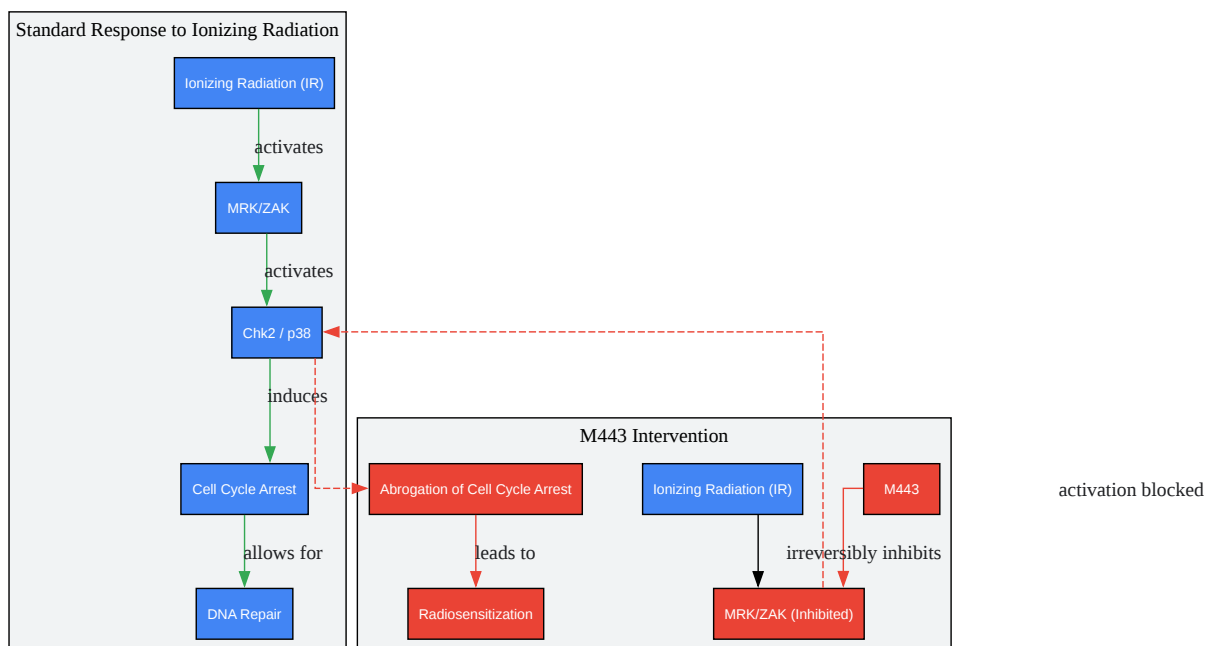 Standard Response to Ionizing Radiation
Ionizing Radiation (IR)
activates
MRK/ZAK
activates
Chk2 / p38
induces
Cell Cycle Arrest
allows for
DNA Repair
M443 Intervention
Abrogation of Cell Cycle Arrest
Ionizing Radiation (IR)
M443
activation blocked
leads to
irreversibly inhibits
Radiosensitization
MRK/ZAK (Inhibited)